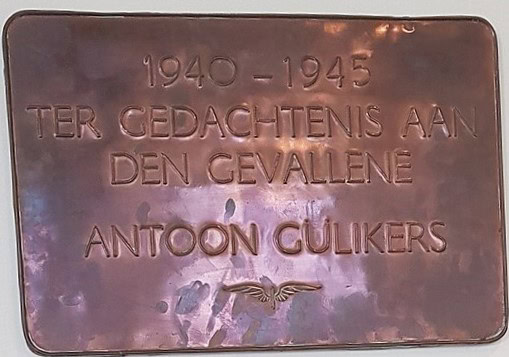 1940 - 1945
TER GEDACHTENIS AAN
DEN GEVALLENE
ANTOON GULIKERS